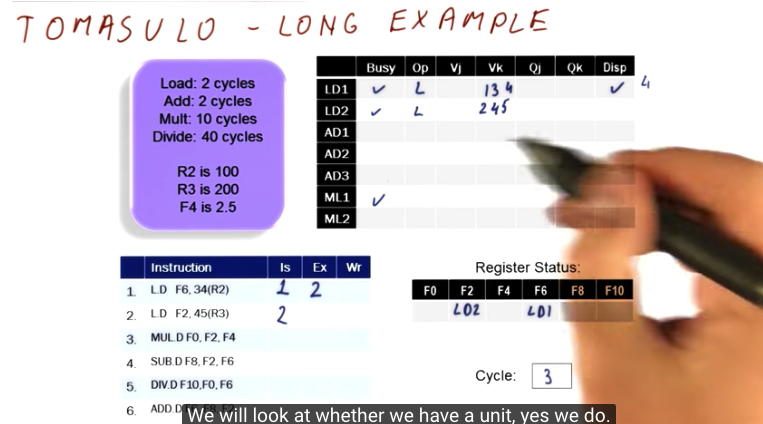 TOMASULO - LONG EXAMPLE
Load: 2 cycles
Add: 2 cycles
Mult: 10 cycles
Divide: 40 cycles
R2 is 100
R3 is 200
F4 is 2.5
Busy Op Vj Vk Qj Qk Disp
LD1 ✓ L 134 ✓ 4
LD2 ✓ L 245
AD1
AD2
AD3
ML1 ✓
ML2
Instruction Is Ex Wr
1. L.D F6, 34(R2) 1 2
2. L.D F2, 45(R3) 2
3. MUL.D F0, F2, F4
4. SUB.D F8, F2, F6
5. DIV.D F10,F0, F6
6. ADD.D
Register Status:
F0 F2 F4 F6 F8 F10
LD2 LD1
Cycle: 3
We will look at whether we have a unit, yes we do.